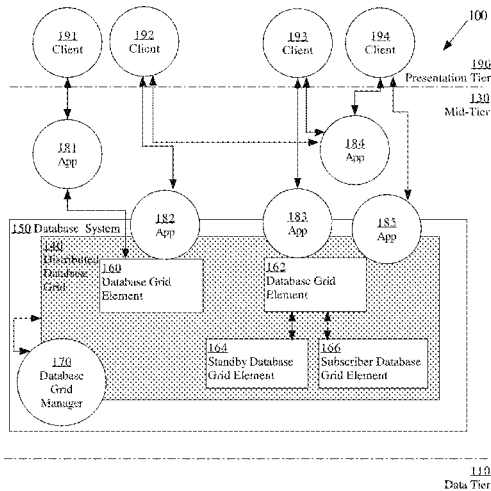 100
191
Client
192
Client
193
Client
194
Client
190
Presentation Tier
130
Mid-Tier
181
App
184
App
182
App
183
App
185
App
150 Database System
140
Distributed
Database
Grid
160
Database Grid
Element
162
Database Grid
Element
164
Standby Database
Grid Element
166
Subscriber Database
Grid Element
170
Database
Grid
Manager
110
Data Tier